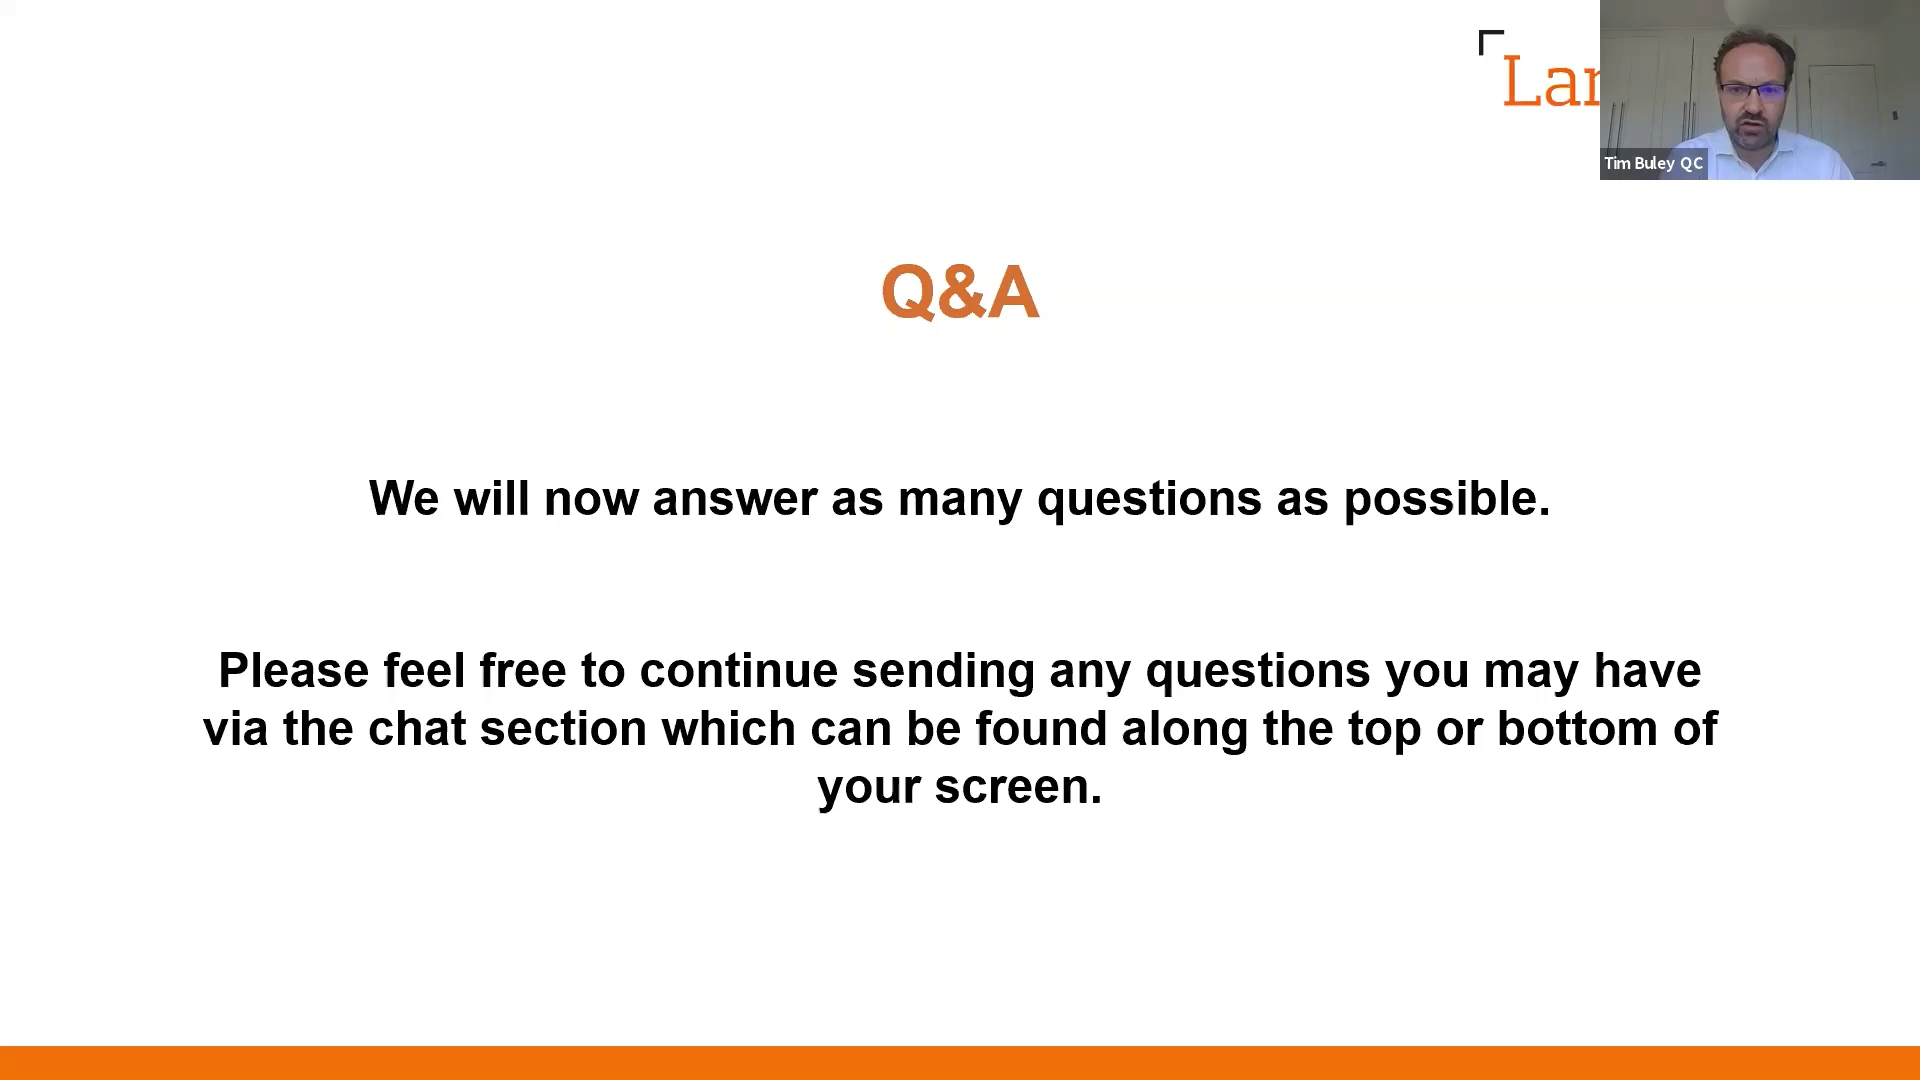 Lar
Tim Buley QC
Q&A
We will now answer as many questions as possible.
Please feel free to continue sending any questions you may have
via the chat section which can be found along the top or bottom of
your screen.